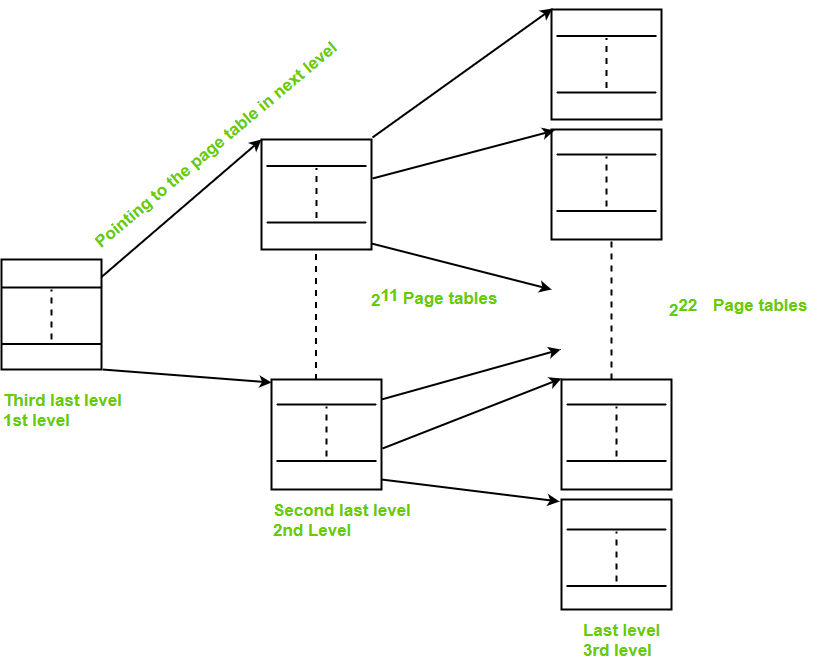 Pointing to the page table in next level
2^11 Page tables
2^22 Page tables
Third last level
1st level
Second last level
2nd Level
Last level
3rd level